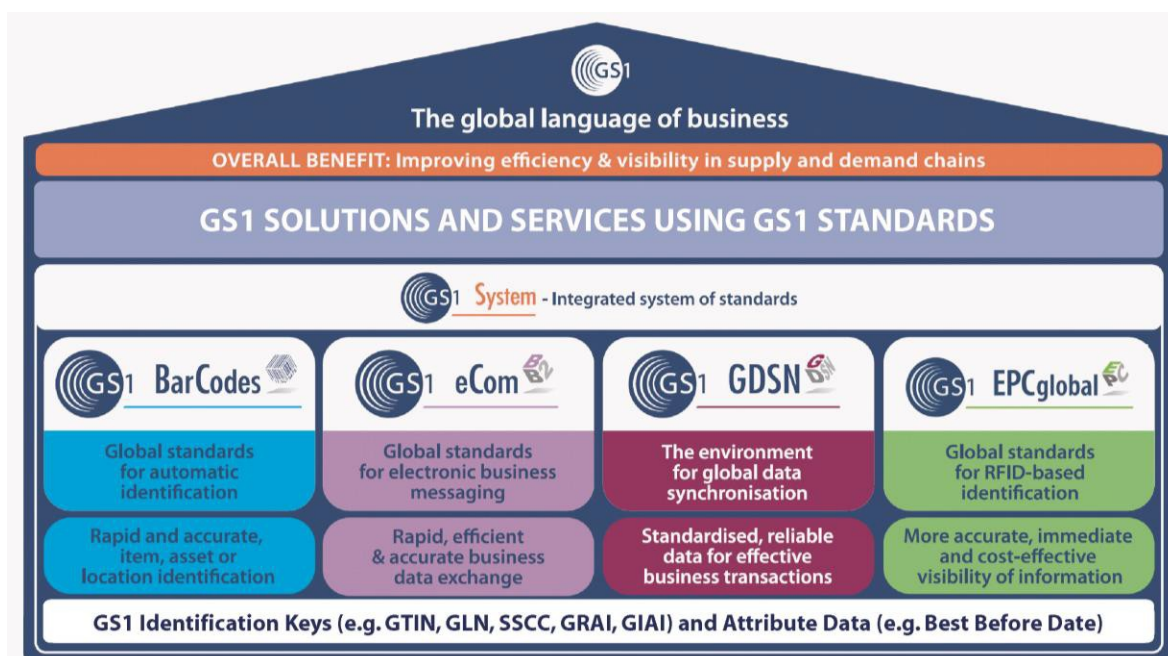 GS1
The global language of business
OVERALL BENEFIT: Improving efficiency & visibility in supply and demand chains
GS1 SOLUTIONS AND SERVICES USING GS1 STANDARDS
GS1 System - Integrated system of standards
GS1 BarCodes
Global standards
for automatic
identification
Rapid and accurate,
item, asset or
location identification
GS1 eCom B2B
Global standards
for electronic business
messaging
Rapid, efficient
& accurate business
data exchange
GS1 GDSN GDSN
The environment
for global data
synchronisation
Standardised, reliable
data for effective
business transactions
GS1 EPCglobal EPC
Global standards
for RFID-based
identification
More accurate, immediate
and cost-effective
visibility of information
GS1 Identification Keys (e.g. GTIN, GLN, SSCC, GRAI, GIAI) and Attribute Data (e.g. Best Before Date)